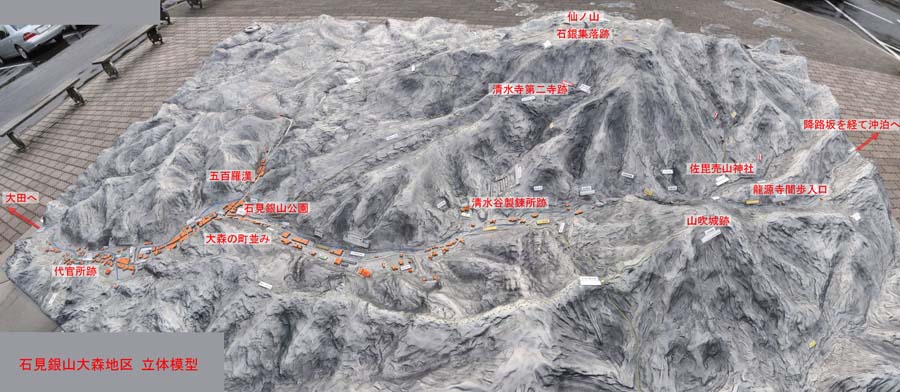 仙ノ山
石銀集落跡
清水寺第二寺跡
降路坂を経て沖泊へ
五百羅漢
佐毘売山神社
龍源寺間歩入口
大田へ
石見銀山公園
清水谷製錬所跡
山吹城跡
大森の町並み
代官所跡
石見銀山大森地区 立体模型